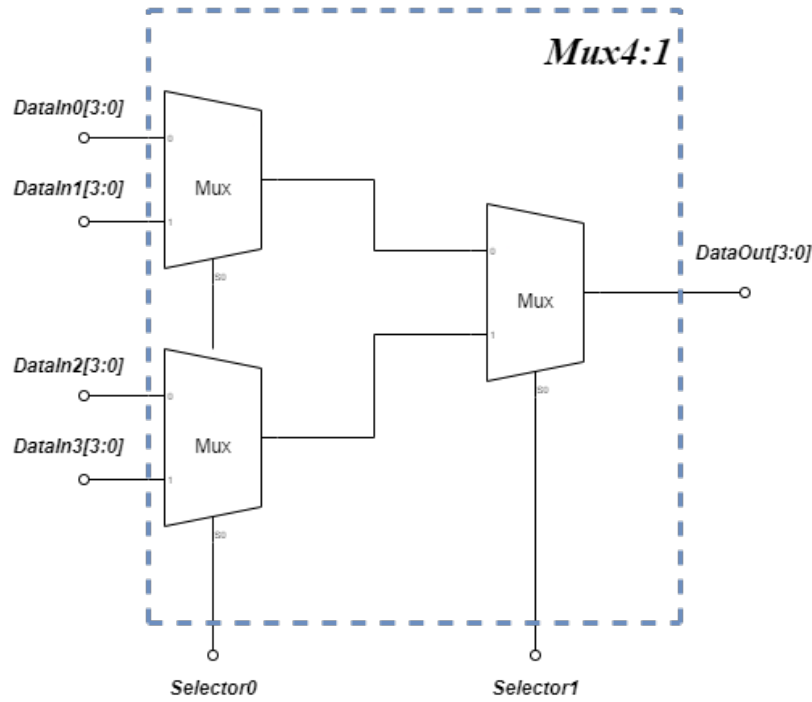 Mux4:1
DataIn0[3:0]
0
DataIn1[3:0]
1
Mux
S0
DataIn2[3:0]
0
DataIn3[3:0]
1
Mux
S0
0
1
Mux
S0
DataOut[3:0]
Selector0
Selector1